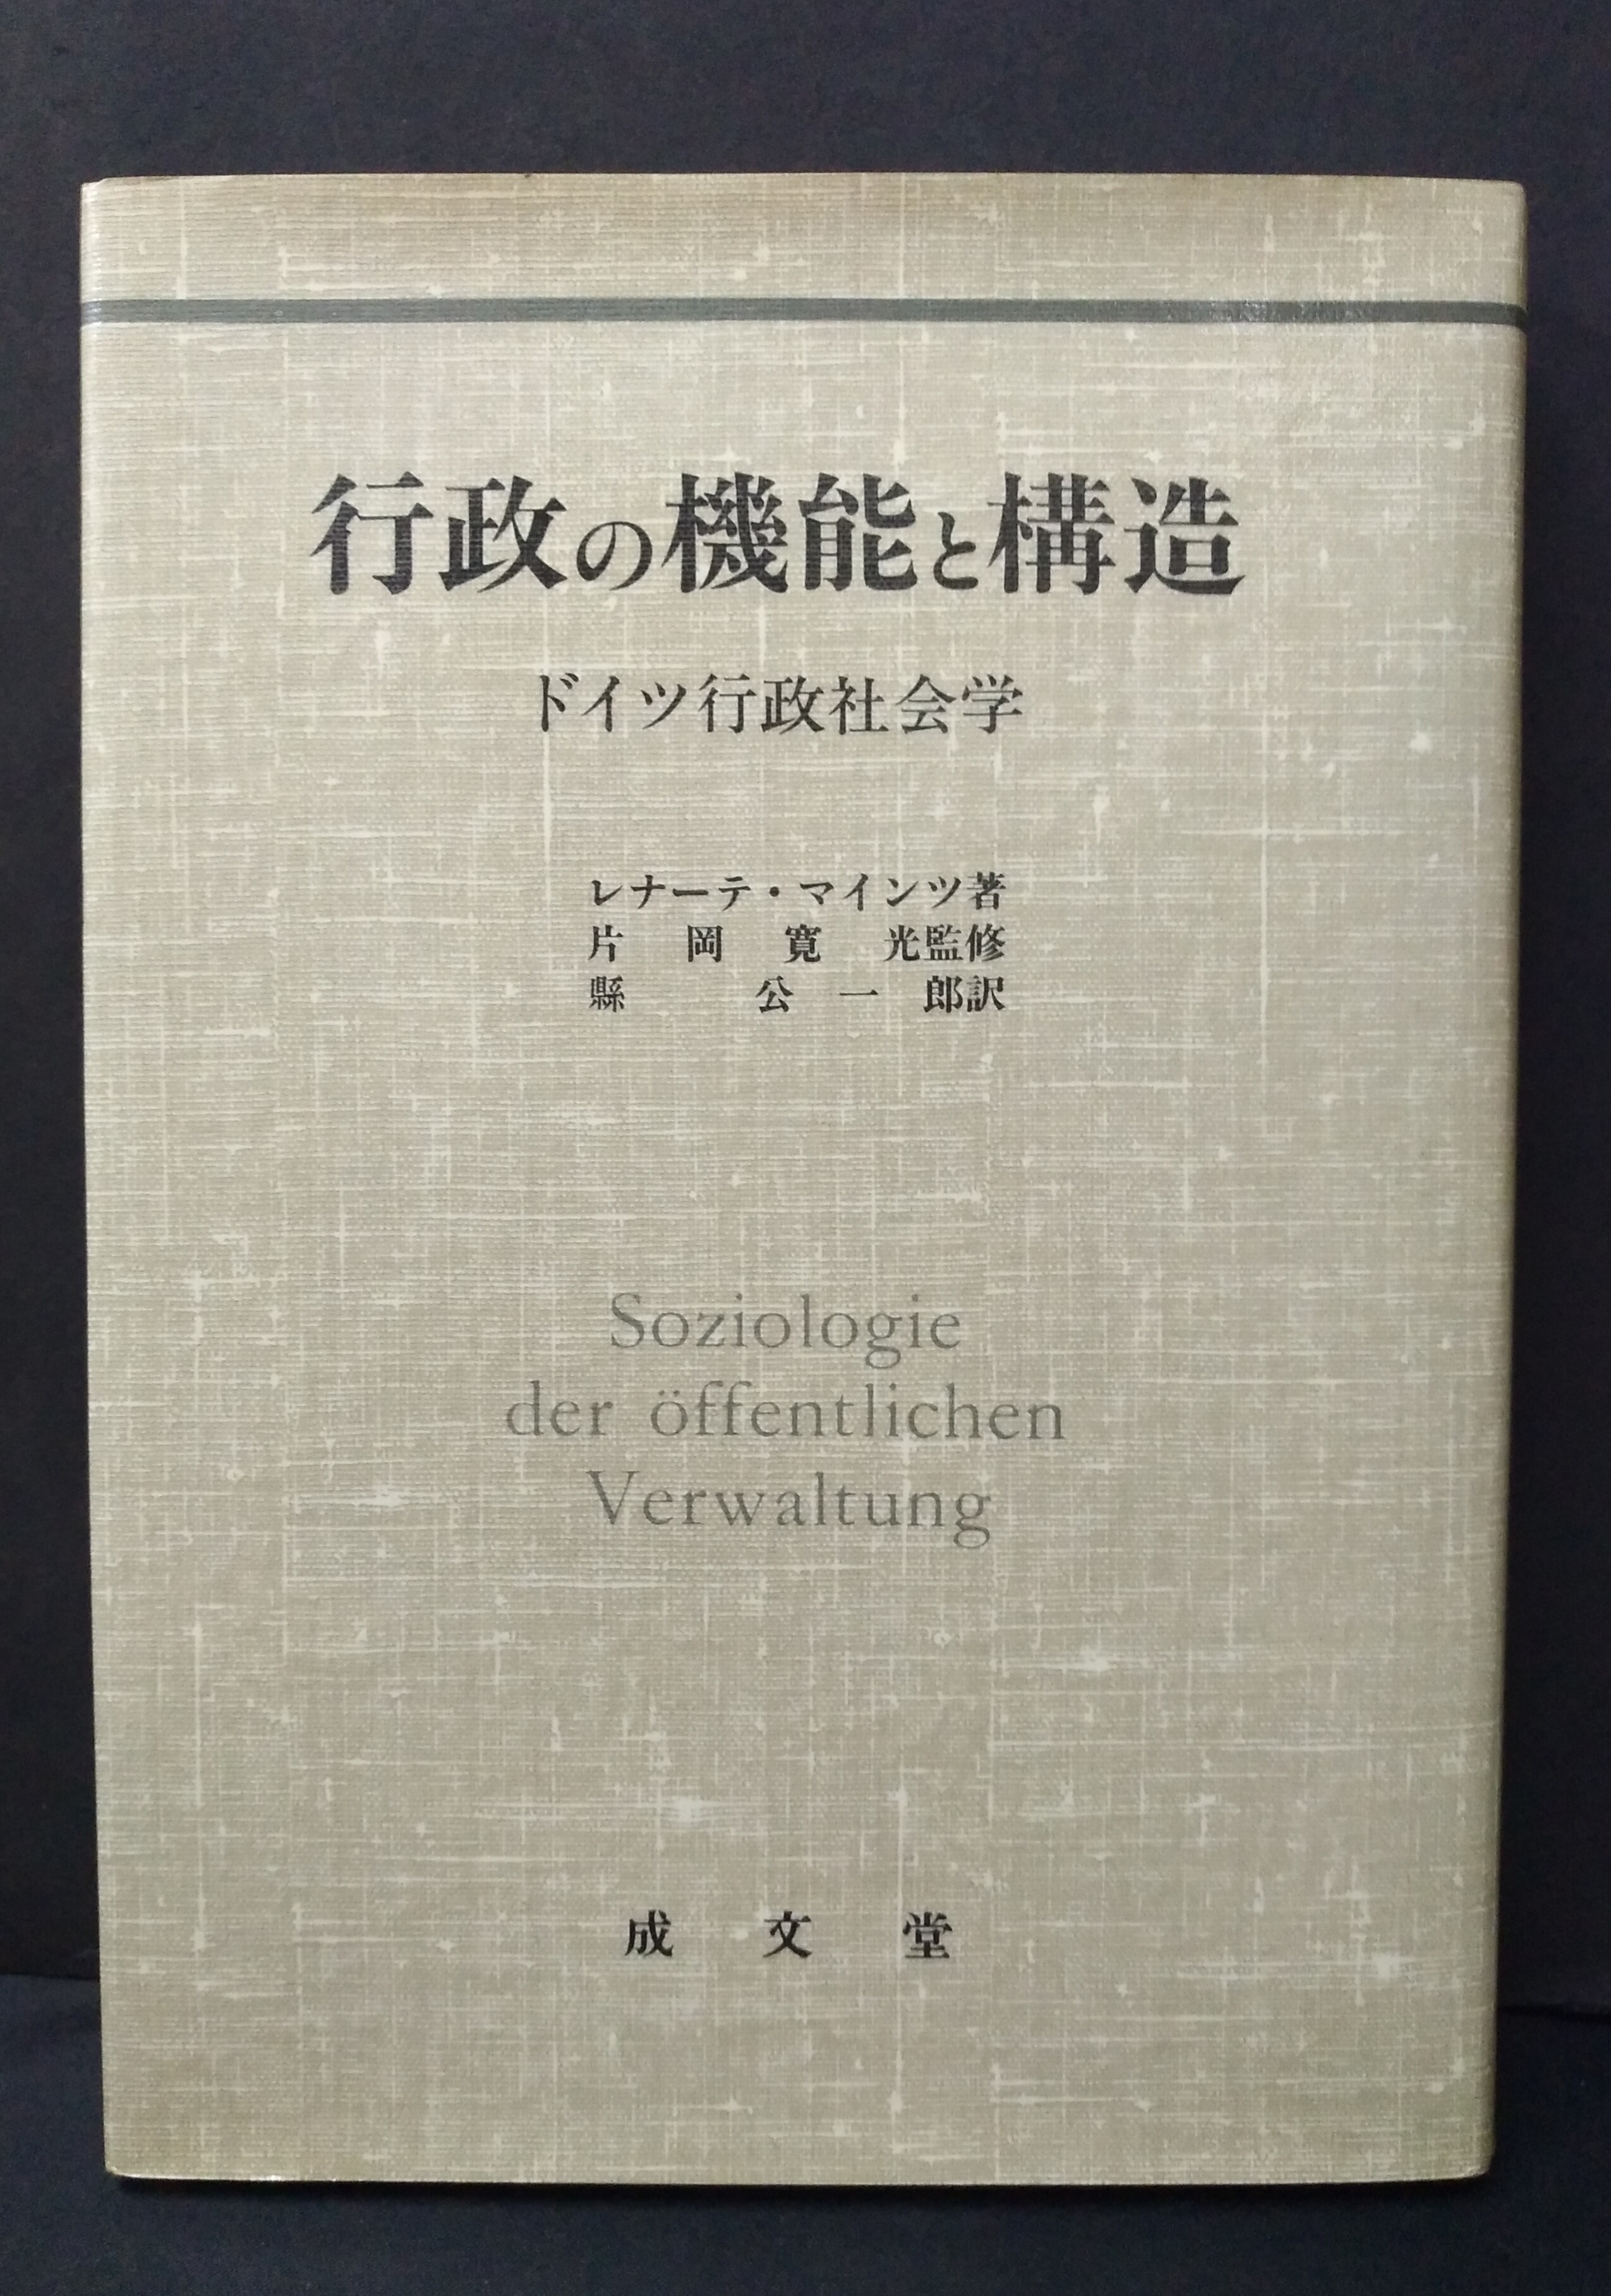 行政の機能と構造
ドイツ行政社会学
レナーテ・マインツ著
片岡寛光監修
縣公一郎訳
Soziologie
der öffentlichen
Verwaltung
成文堂